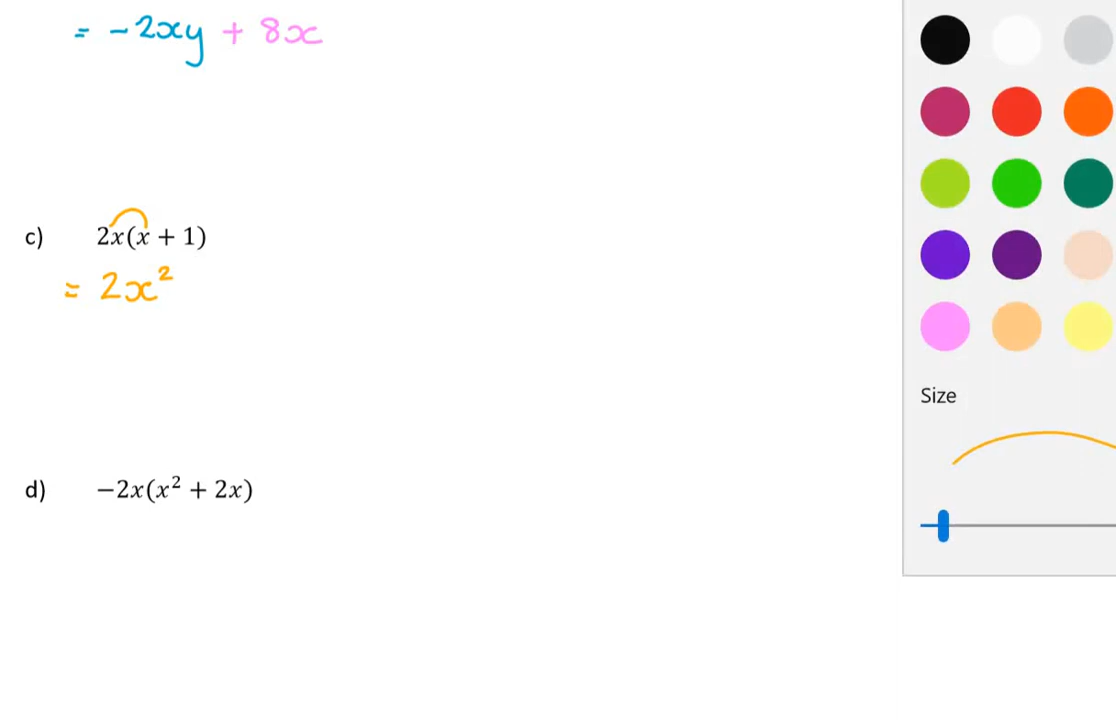 = -2xy + 8x
c) 2x(x + 1)
= 2x²
Size
d) −2x(x² + 2x)